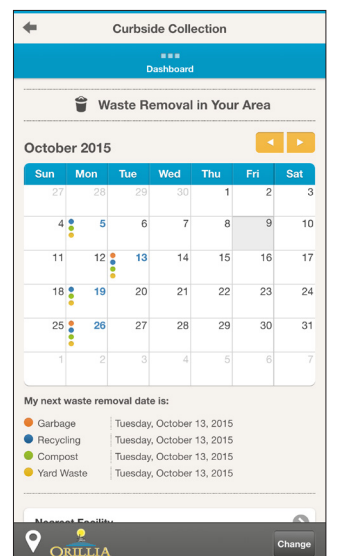 Curbside Collection
Dashboard
Waste Removal in Your Area
October 2015
Sun Mon Tue Wed Thu Fri Sat
27 28 29 30 1 2 3
4 5 6 7 8 9 10
11 12 13 14 15 16 17
18 19 20 21 22 23 24
25 26 27 28 29 30 31
1 2 3 4 5 6 7
My next waste removal date is:
Garbage Tuesday, October 13, 2015
Recycling Tuesday, October 13, 2015
Compost Tuesday, October 13, 2015
Yard Waste Tuesday, October 13, 2015
Nearest Facility
ORILLIA
Change